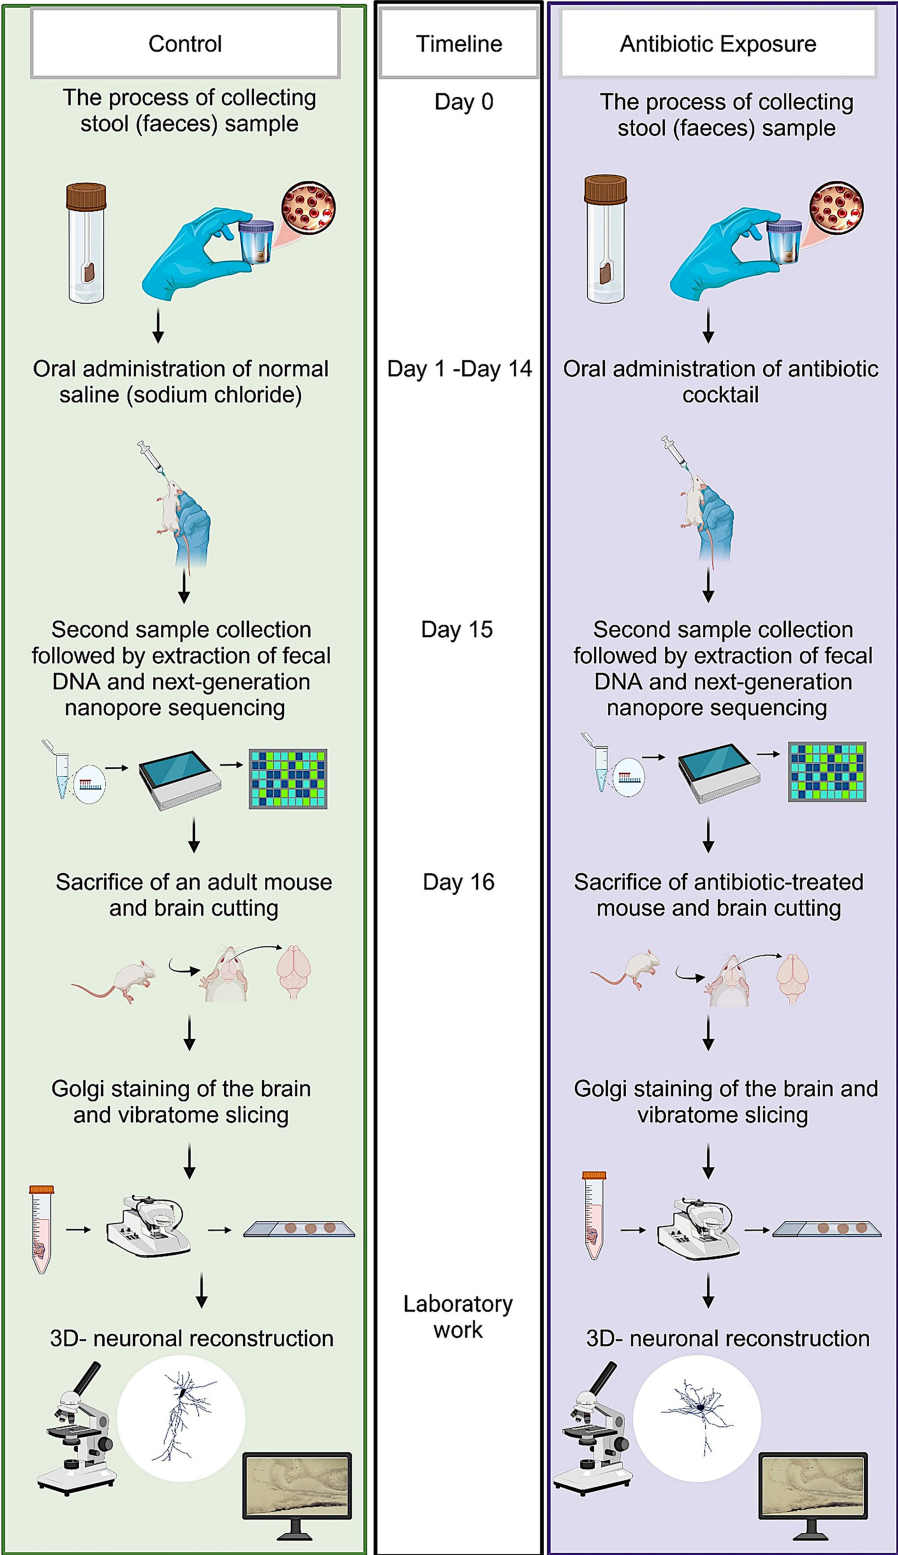 Control
The process of collecting
stool (faeces) sample
Oral administration of normal
saline (sodium chloride)
Second sample collection
followed by extraction of fecal
DNA and next-generation
nanopore sequencing
Sacrifice of an adult mouse
and brain cutting
Golgi staining of the brain
and vibratome slicing
3D- neuronal reconstruction
Timeline
Day 0
Day 1 -Day 14
Day 15
Day 16
Laboratory
work
Antibiotic Exposure
The process of collecting
stool (faeces) sample
Oral administration of antibiotic
cocktail
Second sample collection
followed by extraction of fecal
DNA and next-generation
nanopore sequencing
Sacrifice of antibiotic-treated
mouse and brain cutting
Golgi staining of the brain and
vibratome slicing
3D- neuronal reconstruction